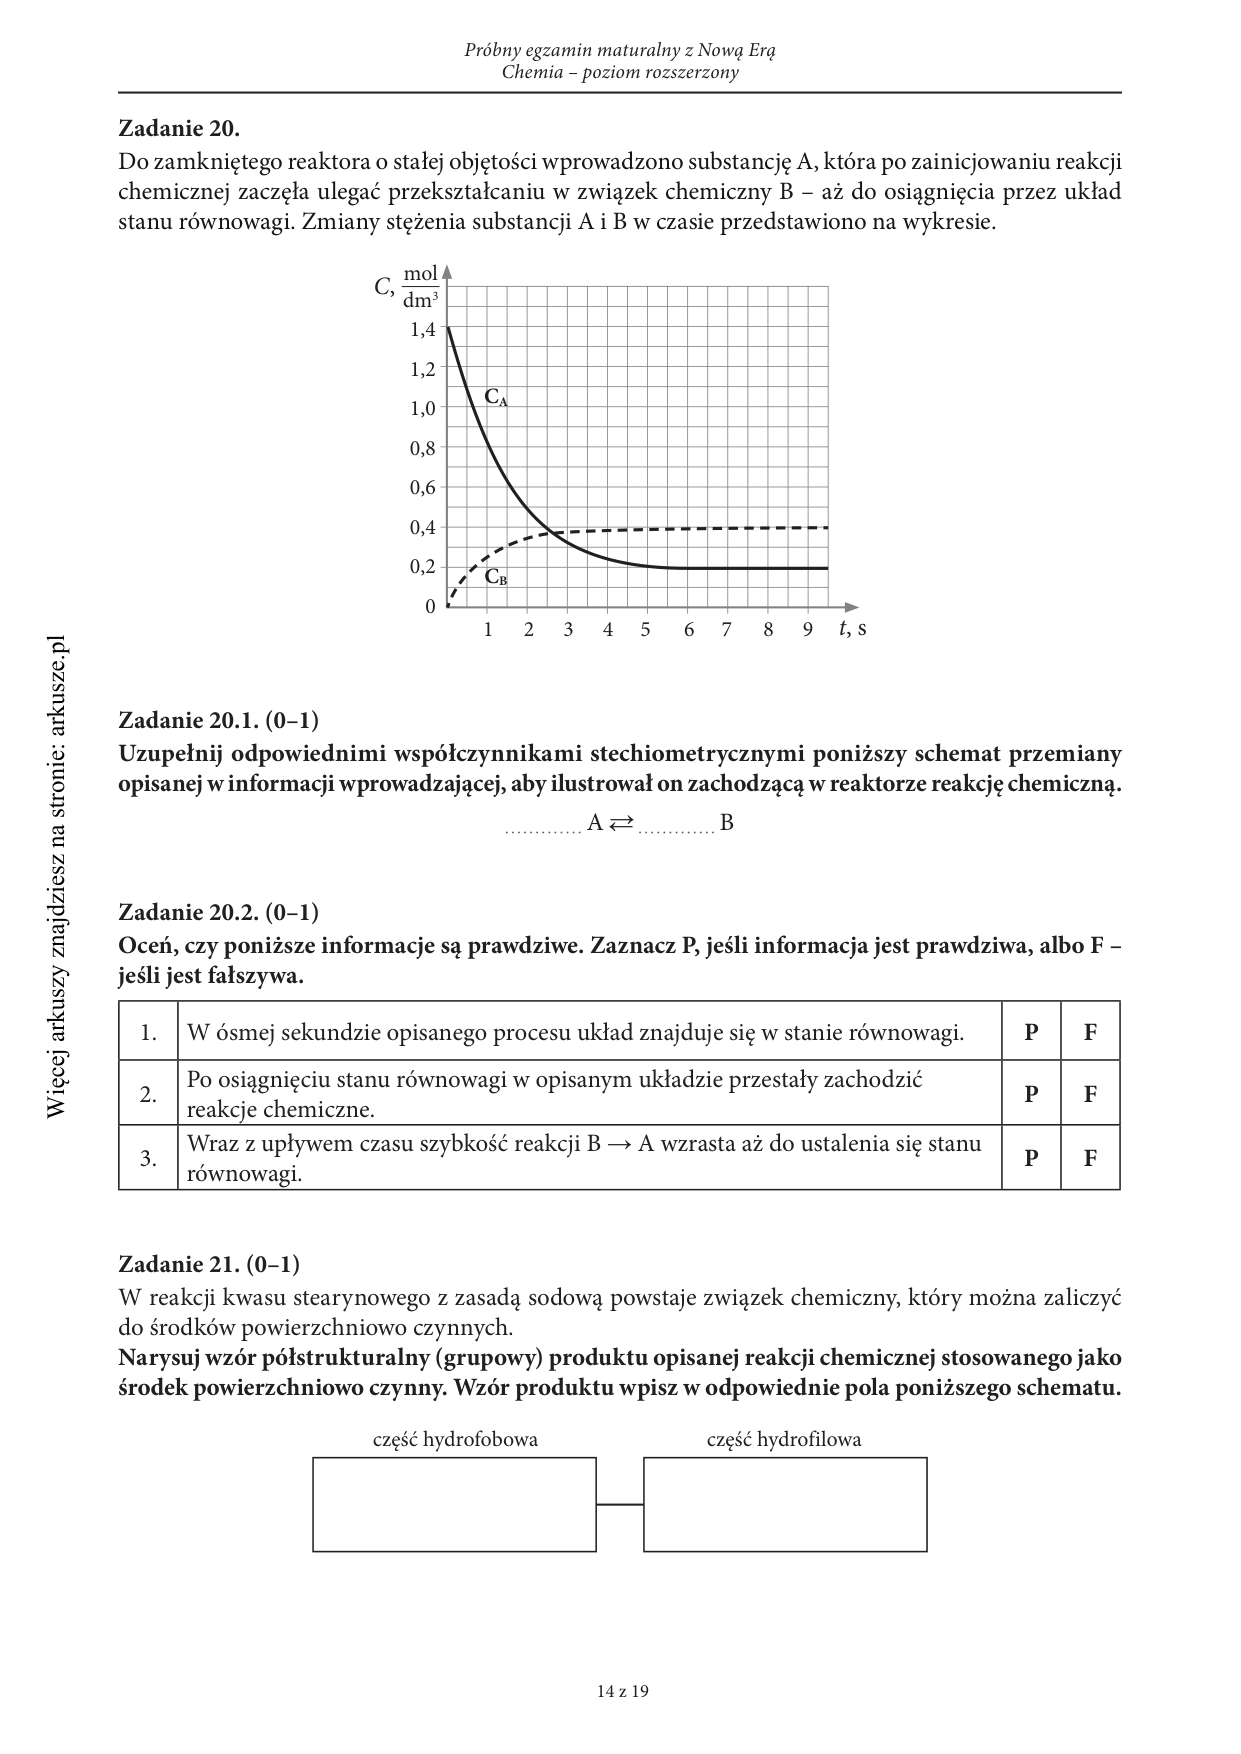 Próbny egzamin maturalny z Nową Erą
Chemia – poziom rozszerzony
Zadanie 20.
Do zamkniętego reaktora o stałej objętości wprowadzono substancję A, która po zainicjowaniu reakcji
chemicznej zaczęła ulegać przekształcaniu w związek chemiczny B – aż do osiągnięcia przez układ
stanu równowagi. Zmiany stężenia substancji A i B w czasie przedstawiono na wykresie.
C, mol/dm³
1,4
1,2
1,0
0,8
0,6
0,4
0,2
0
C_A
C_B
1 2 3 4 5 6 7 8 9 t, s
Zadanie 20.1. (0–1)
Uzupełnij odpowiednimi współczynnikami stechiometrycznymi poniższy schemat przemiany
opisanej w informacji wprowadzającej, aby ilustrował on zachodzącą w reaktorze reakcję chemiczną.
............. A ⇄ ............. B
Zadanie 20.2. (0–1)
Oceń, czy poniższe informacje są prawdziwe. Zaznacz P, jeśli informacja jest prawdziwa, albo F –
jeśli jest fałszywa.
1. W ósmej sekundzie opisanego procesu układ znajduje się w stanie równowagi. P F
2. Po osiągnięciu stanu równowagi w opisanym układzie przestały zachodzić
reakcje chemiczne. P F
3. Wraz z upływem czasu szybkość reakcji B → A wzrasta aż do ustalenia się stanu
równowagi. P F
Zadanie 21. (0–1)
W reakcji kwasu stearynowego z zasadą sodową powstaje związek chemiczny, który można zaliczyć
do środków powierzchniowo czynnych.
Narysuj wzór półstrukturalny (grupowy) produktu opisanej reakcji chemicznej stosowanego jako
środek powierzchniowo czynny. Wzór produktu wpisz w odpowiednie pola poniższego schematu.
część hydrofobowa część hydrofilowa
14 z 19
Więcej arkuszy znajdziesz na stronie: arkusze.pl